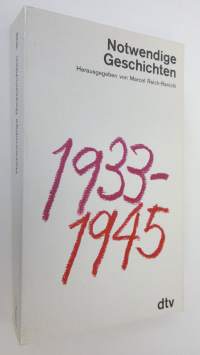 Notwendige
Geschichten
Herausgegeben von Marcel Reich-Ranicki
1933-
1945
dtv